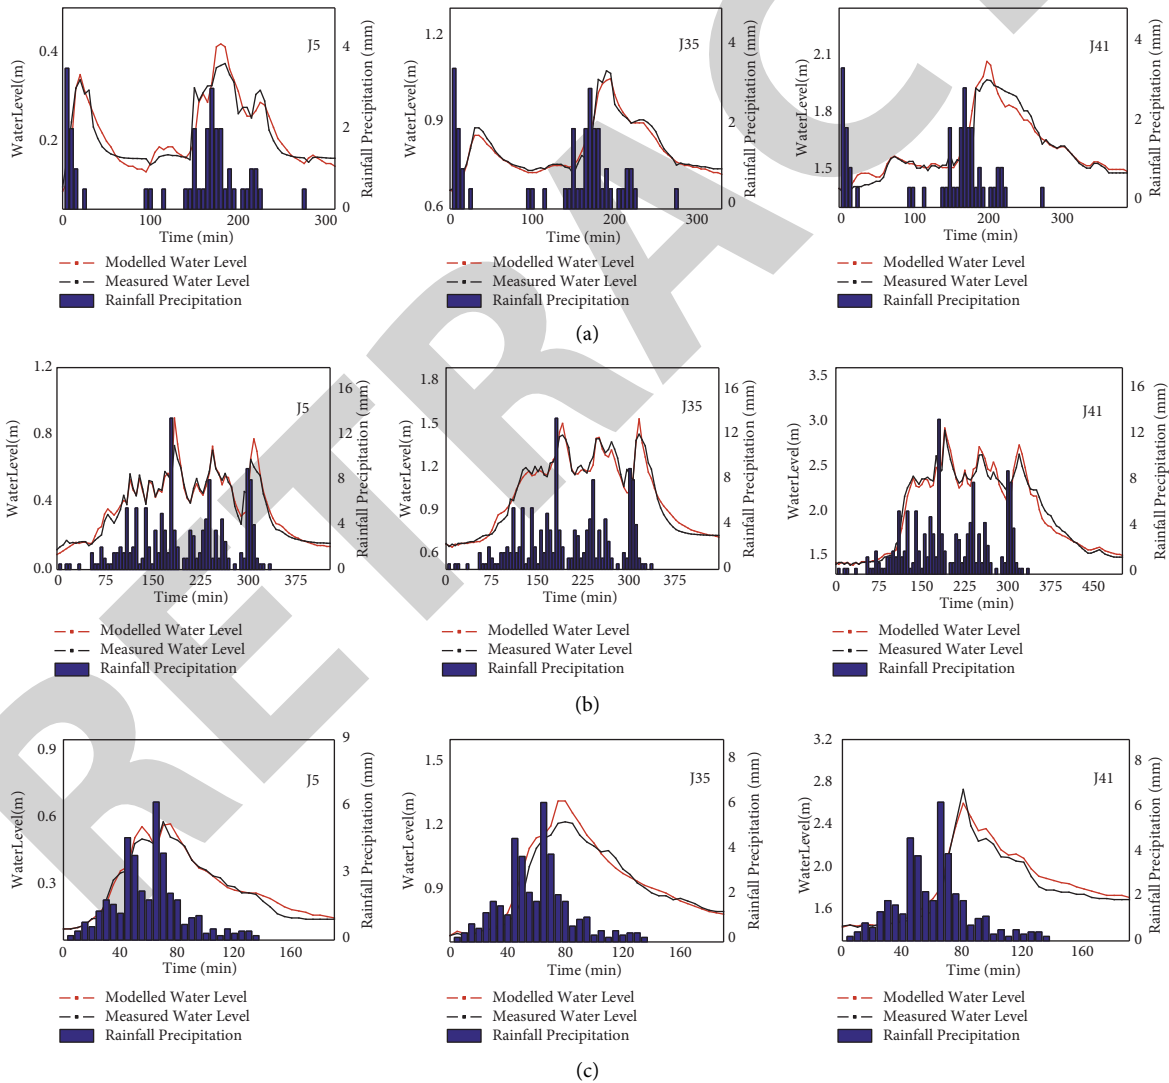 RETRACTED
J5
0.4
0.2
WaterLevel(m)
4
2
0
Rainfall Precipitation (mm)
0 100 200 300
Time (min)
Modelled Water Level
Measured Water Level
Rainfall Precipitation
J35
1.2
0.9
0.6
WaterLevel(m)
4
2
0
Rainfall Precipitation (mm)
0 100 200 300
Time (min)
Modelled Water Level
Measured Water Level
Rainfall Precipitation
J41
2.1
1.8
1.5
WaterLevel(m)
4
2
0
Rainfall Precipitation (mm)
0 100 200 300
Time (min)
Modelled Water Level
Measured Water Level
Rainfall Precipitation
(a)
J5
1.2
0.8
0.4
0.0
WaterLevel(m)
16
12
8
4
0
Rainfall Precipitation (mm)
0 75 150 225 300 375
Time (min)
Modelled Water Level
Measured Water Level
Rainfall Precipitation
J35
1.8
1.5
1.2
0.9
0.6
WaterLevel(m)
16
12
8
4
0
Rainfall Precipitation (mm)
0 75 150 225 300 375
Time (min)
Modelled Water Level
Measured Water Level
Rainfall Precipitation
J41
3.5
3.0
2.5
2.0
1.5
WaterLevel(m)
16
12
8
4
0
Rainfall Precipitation (mm)
0 75 150 225 300 375 450
Time (min)
Modelled Water Level
Measured Water Level
Rainfall Precipitation
(b)
J5
0.9
0.6
0.3
WaterLevel(m)
9
6
3
0
Rainfall Precipitation (mm)
0 40 80 120 160
Time (min)
Modelled Water Level
Measured Water Level
Rainfall Precipitation
J35
1.5
1.2
0.9
WaterLevel(m)
8
6
4
2
0
Rainfall Precipitation (mm)
0 40 80 120 160
Time (min)
Modelled Water Level
Measured Water Level
Rainfall Precipitation
J41
3.2
2.8
2.4
2.0
1.6
WaterLevel(m)
8
6
4
2
0
Rainfall Precipitation (mm)
0 40 80 120 160
Time (min)
Modelled Water Level
Measured Water Level
Rainfall Precipitation
(c)